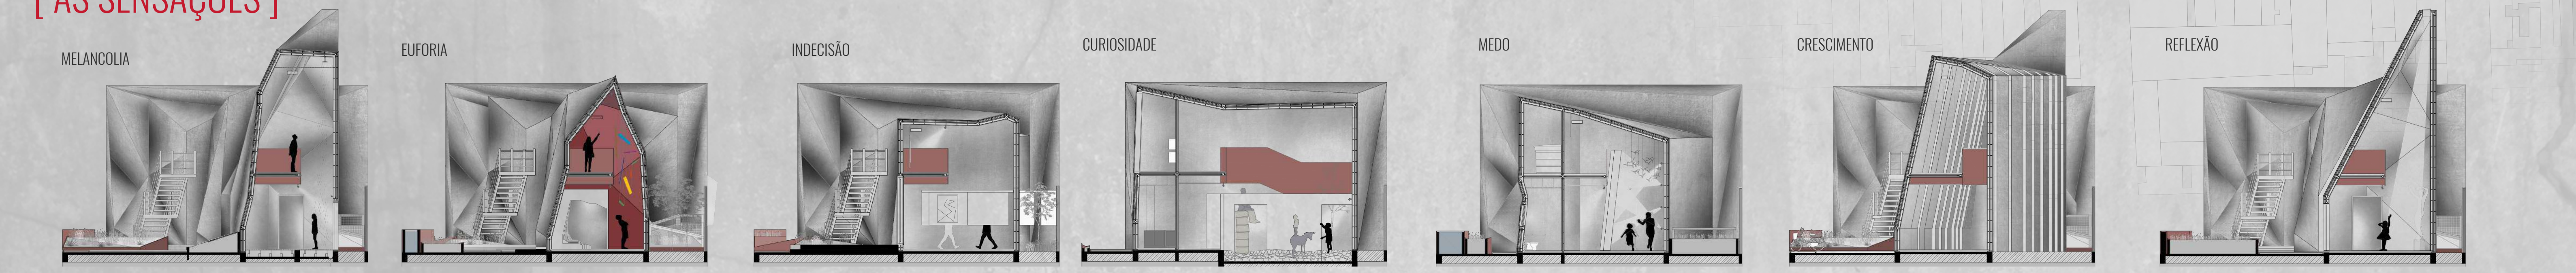 [ AS SENSAÇÕES ]
MELANCOLIA
EUFORIA
INDECISÃO
CURIOSIDADE
MEDO
CRESCIMENTO
REFLEXÃO